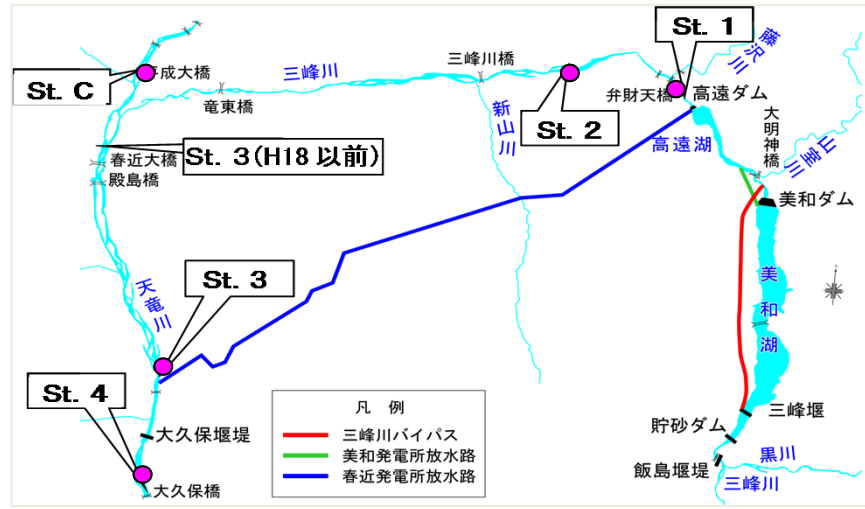 St. 1
藤沢川
St. C
成大橋
三峰川
三峰川橋
竜東橋
弁財天橋
高遠ダム
St. 2
新山川
大明神橋
山室川
高遠湖
St. 3(H18 以前)
春近大橋
殿島橋
美和ダム
天竜川
St. 3
美和湖
St. 4
凡 例
三峰川バイパス
美和発電所放水路
春近発電所放水路
大久保堰堤
大久保橋
三峰堰
貯砂ダム
黒川
飯島堰堤
三峰川